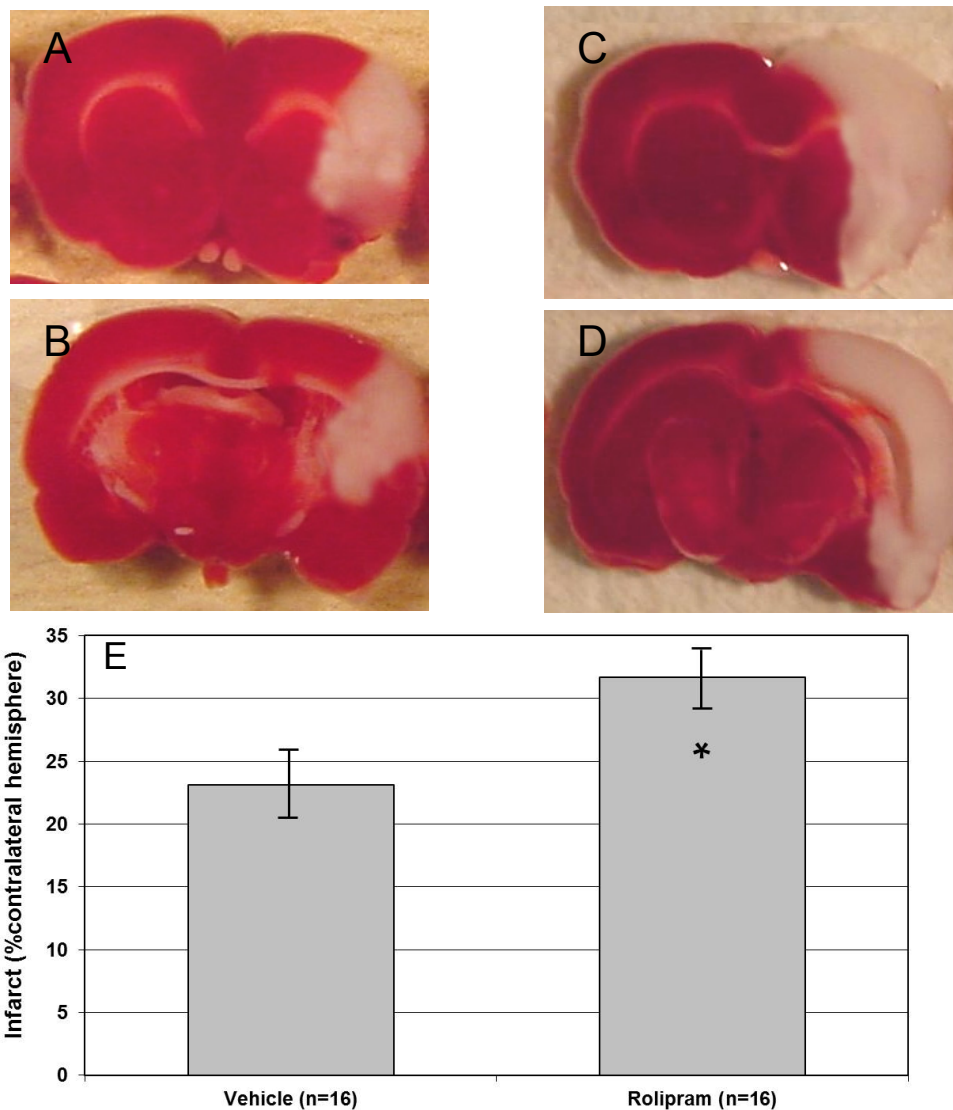 A
C
B
D
E
35
30
25
20
15
10
5
0
Infarct (%contralateral hemisphere)
*
Vehicle (n=16)
Rolipram (n=16)